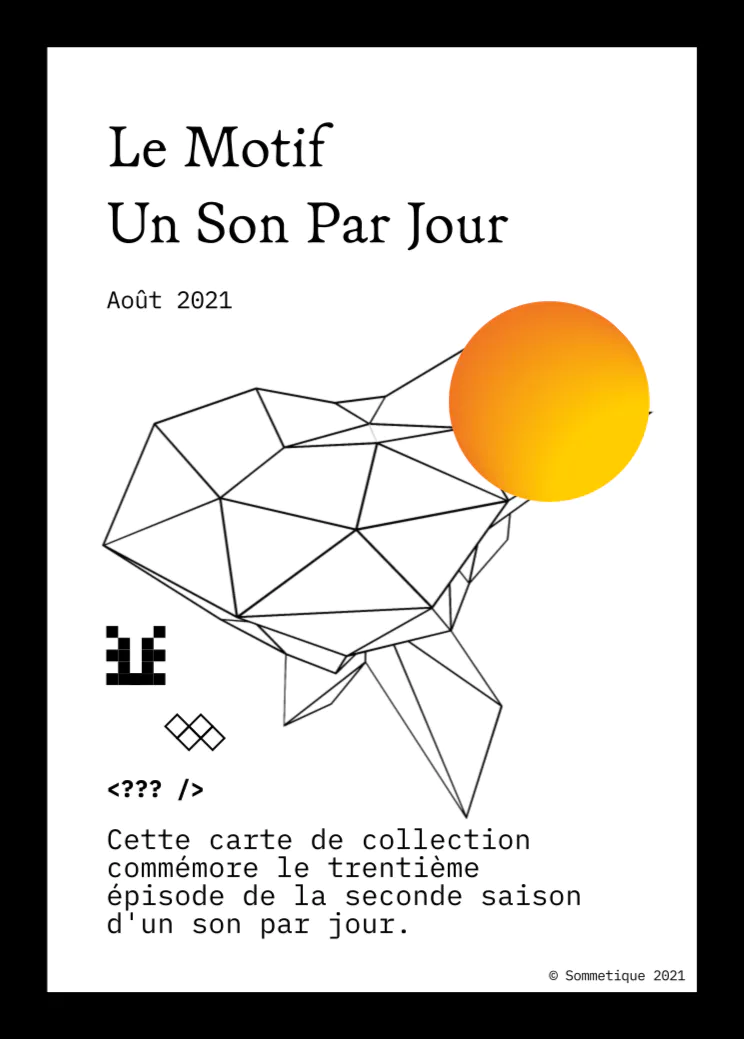 Le Motif
Un Son Par Jour
Août 2021
<??? />
Cette carte de collection
commémore le trentième
épisode de la seconde saison
d'un son par jour.
© Sommetique 2021